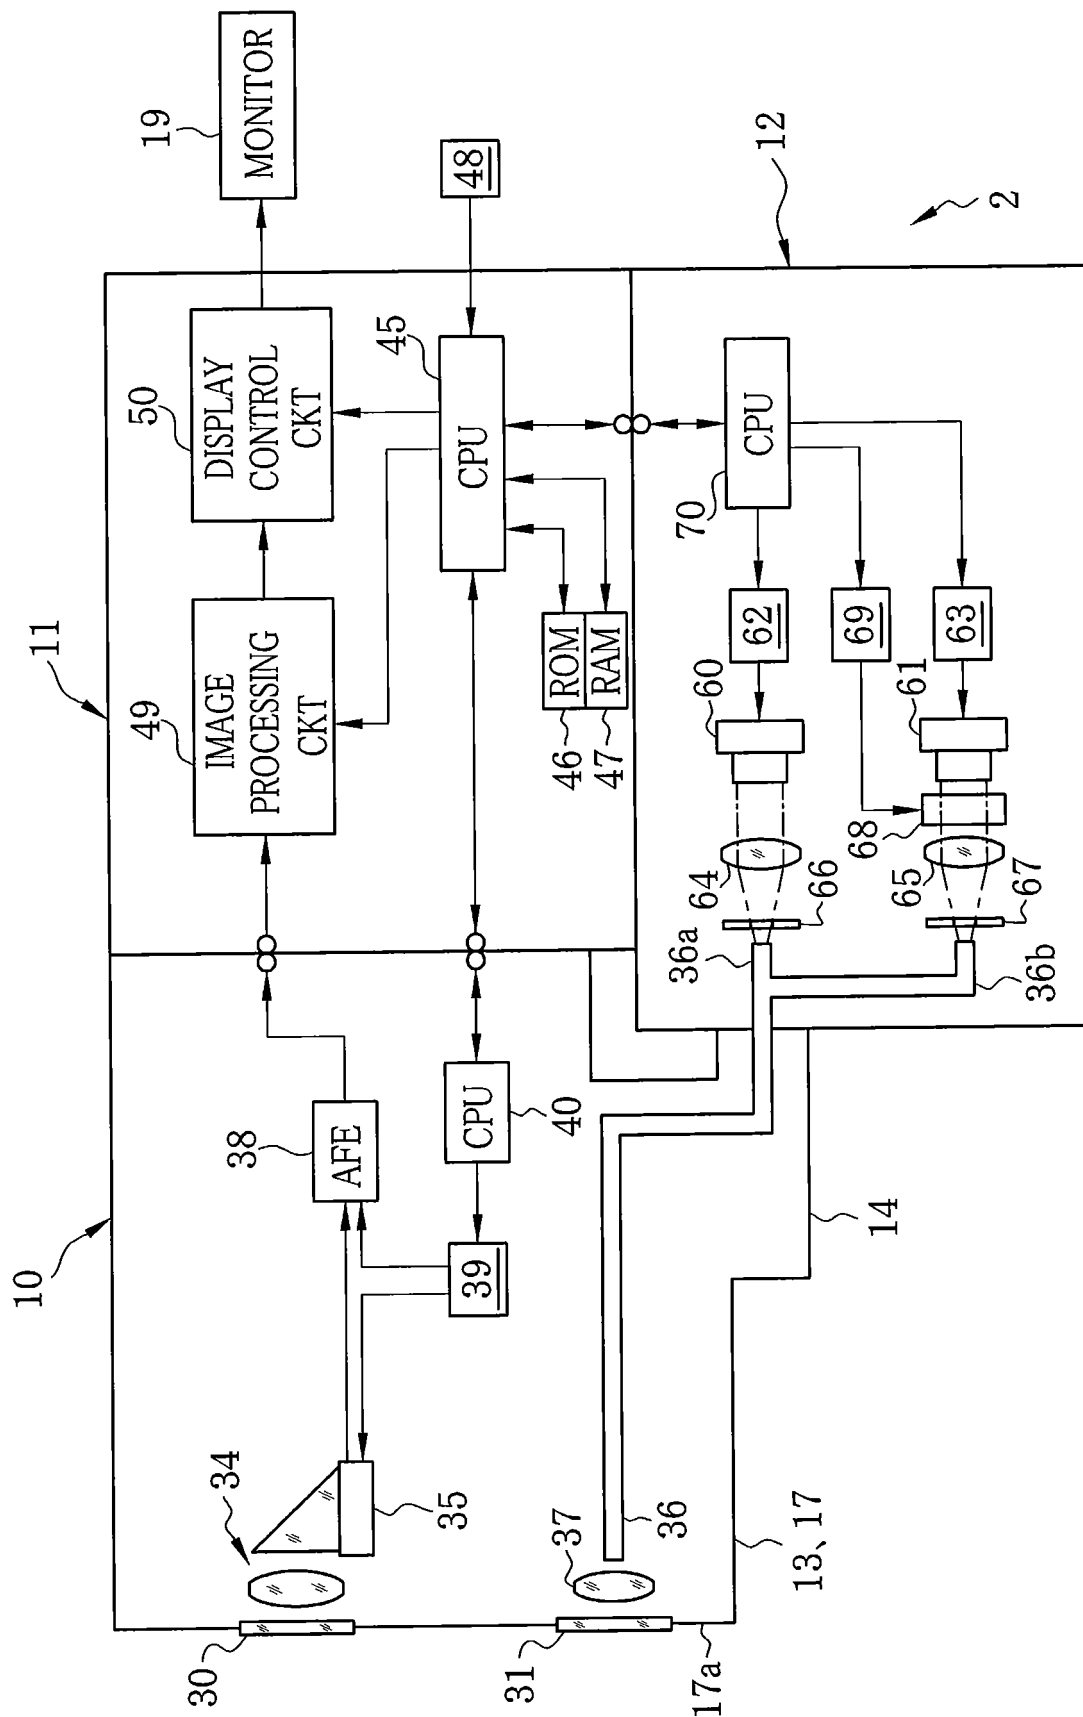 2
10
11
12
19
MONITOR
50
DISPLAY
CONTROL
CKT
49
IMAGE
PROCESSING
CKT
38
AFE
34
35
30
45
CPU
48
40
CPU
39
46
ROM
47
RAM
37
36
31
17a
13、17
14
70
CPU
62
60
64
66
36a
69
63
61
68
65
67
36b